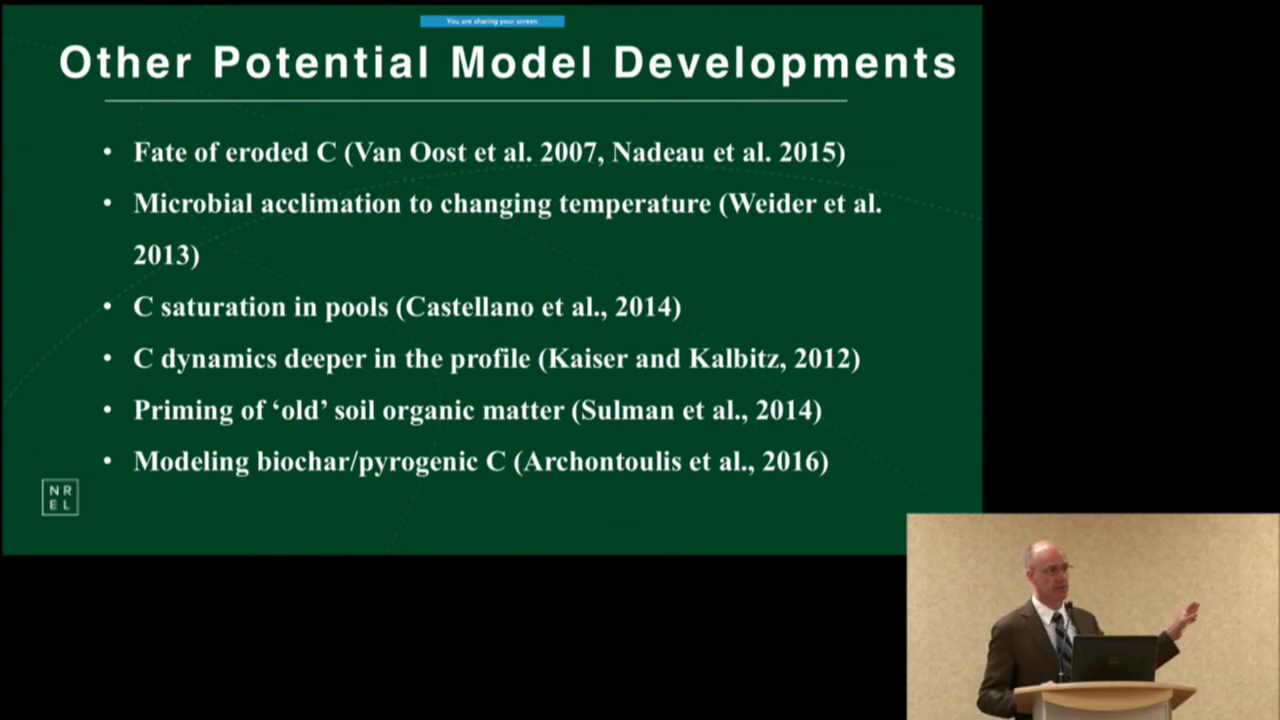 You are sharing your screen
Other Potential Model Developments
• Fate of eroded C (Van Oost et al. 2007, Nadeau et al. 2015)
• Microbial acclimation to changing temperature (Weider et al.
2013)
• C saturation in pools (Castellano et al., 2014)
• C dynamics deeper in the profile (Kaiser and Kalbitz, 2012)
• Priming of ‘old’ soil organic matter (Sulman et al., 2014)
• Modeling biochar/pyrogenic C (Archontoulis et al., 2016)
N R
E L